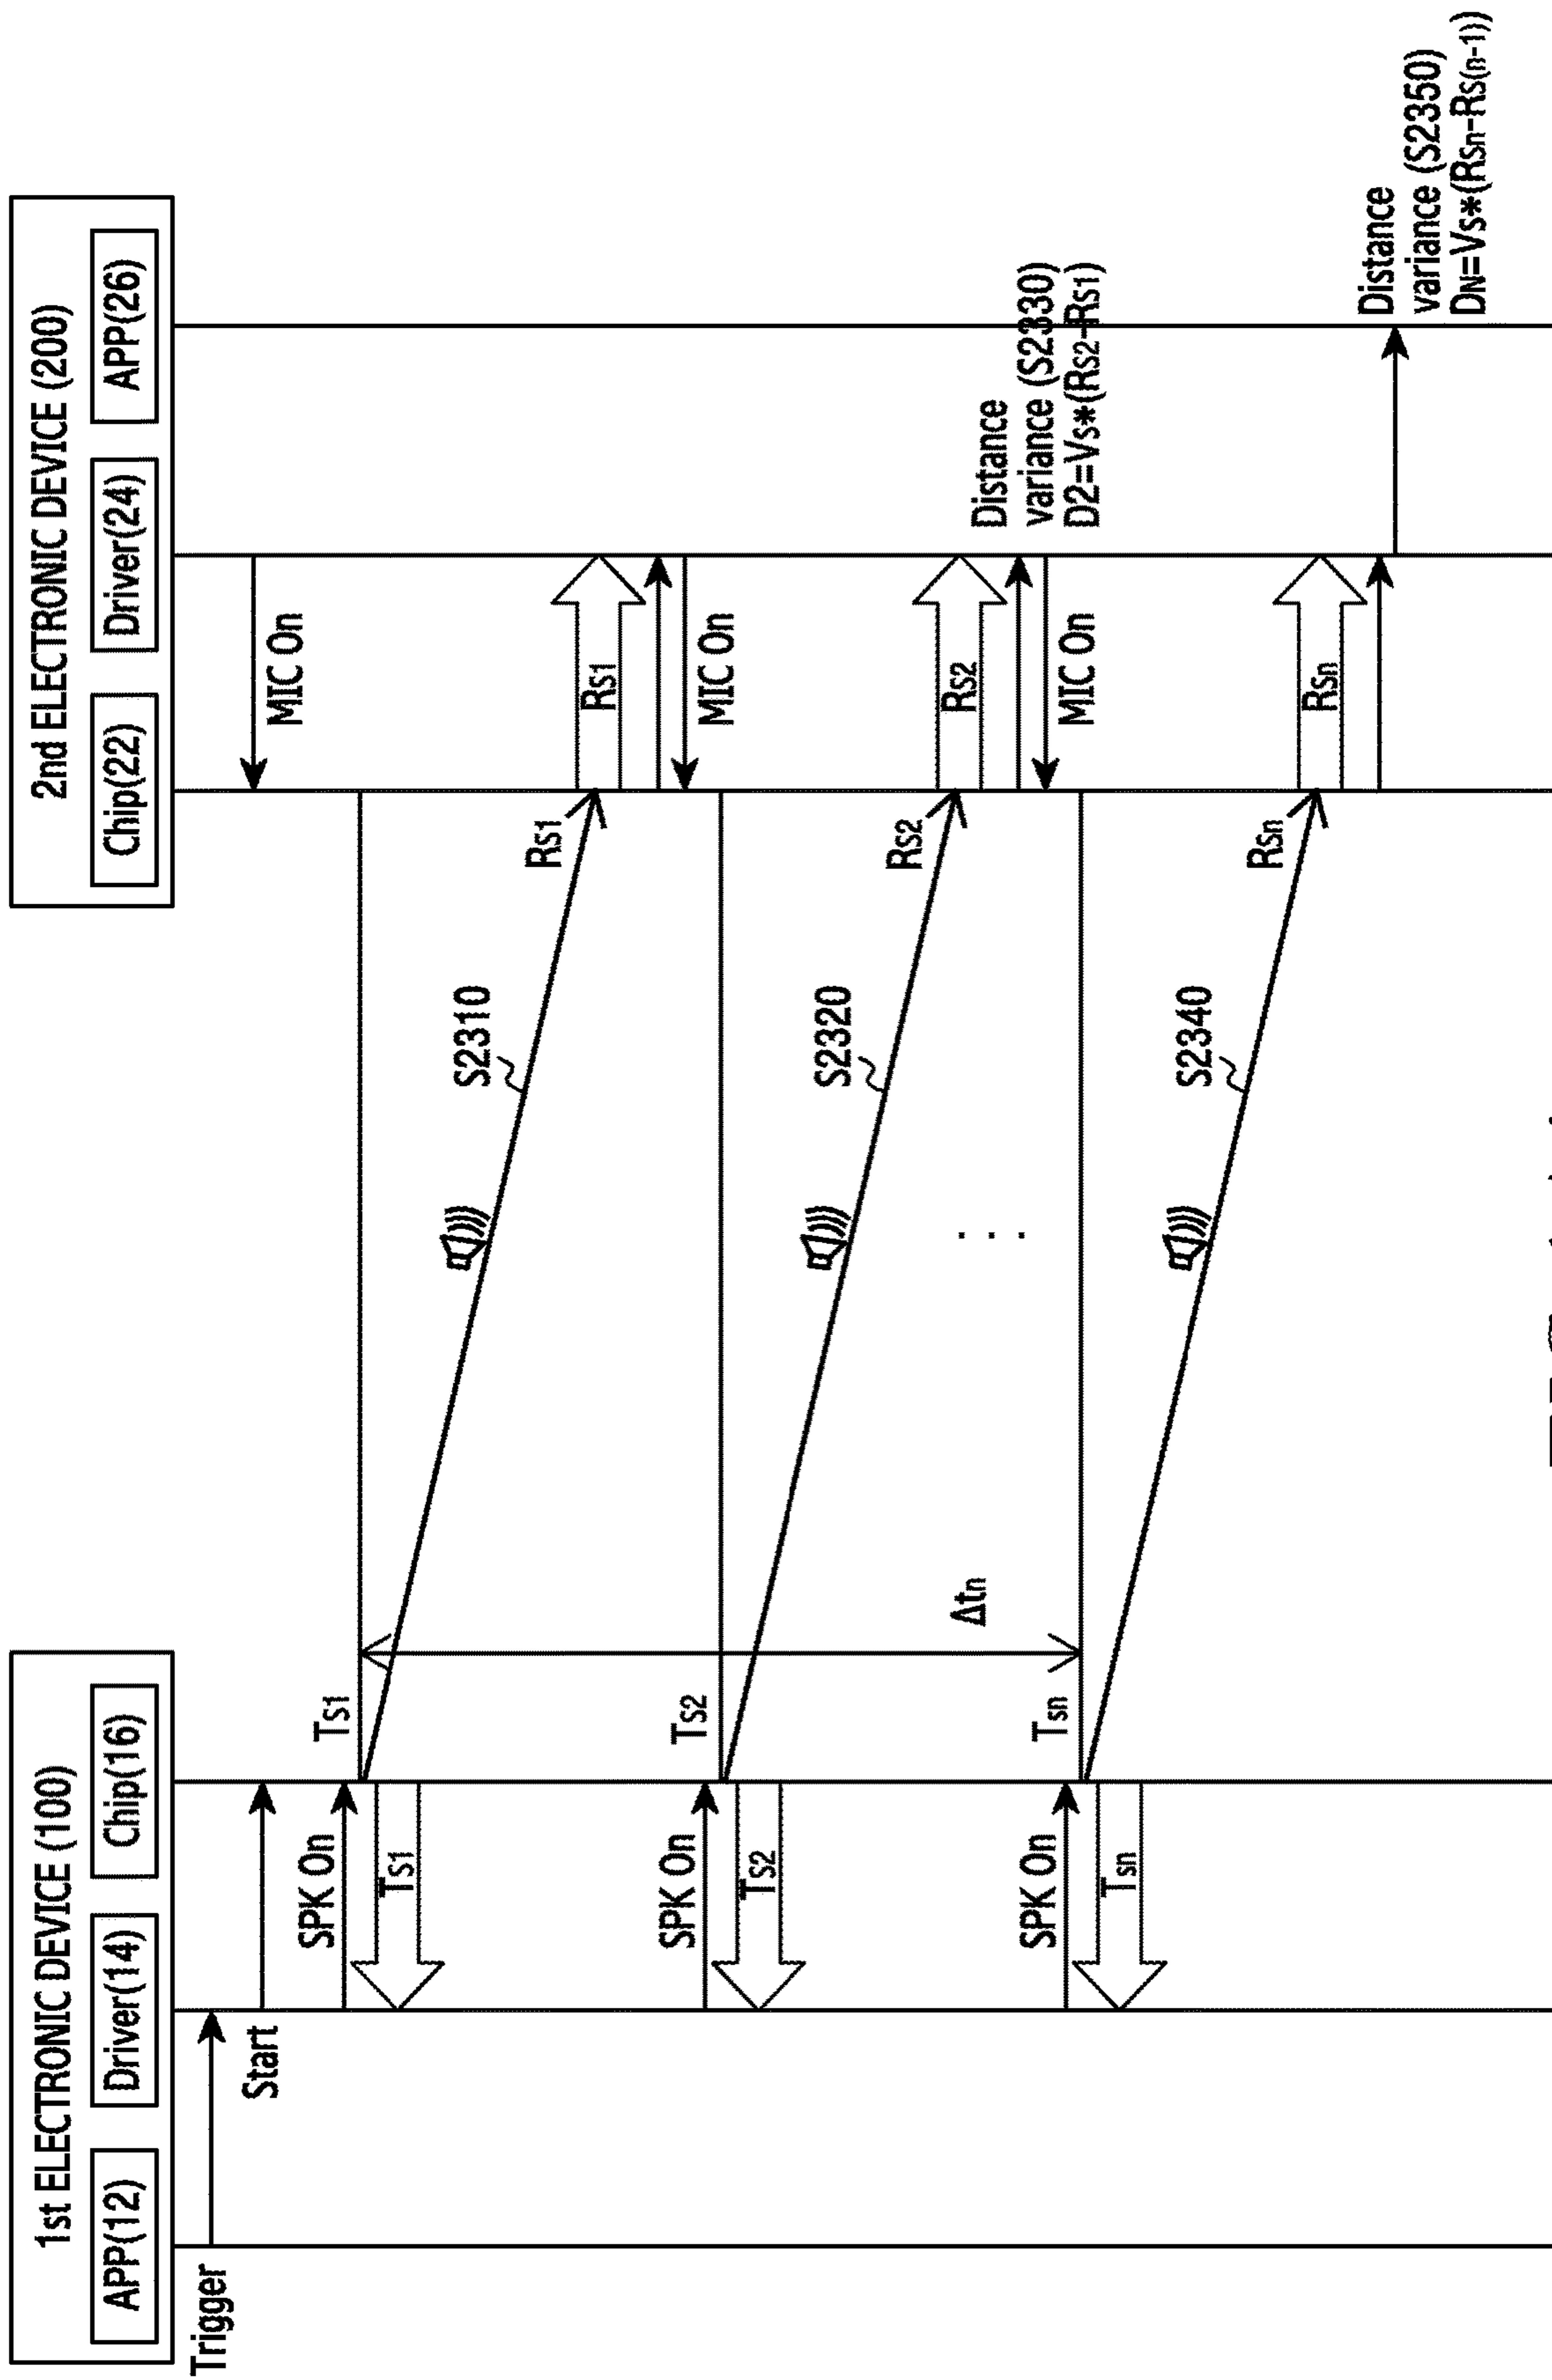 1st ELECTRONIC DEVICE (100)
APP(12)
Driver(14)
Chip(16)
2nd ELECTRONIC DEVICE (200)
Chip(22)
Driver(24)
APP(26)
Trigger
Start
MIC On
SPK On
TS1
TS1
S2310
RS1
RS1
MIC On
SPK On
TS2
TS2
S2320
RS2
RS2
Distance
variance (S2330)
D2=VS*(RS2-RS1)
MIC On
. . .
Δtn
SPK On
Tsn
Tsn
S2340
RSn
RSn
Distance
variance (S2350)
DN=VS*(RSn-RS(n-1))